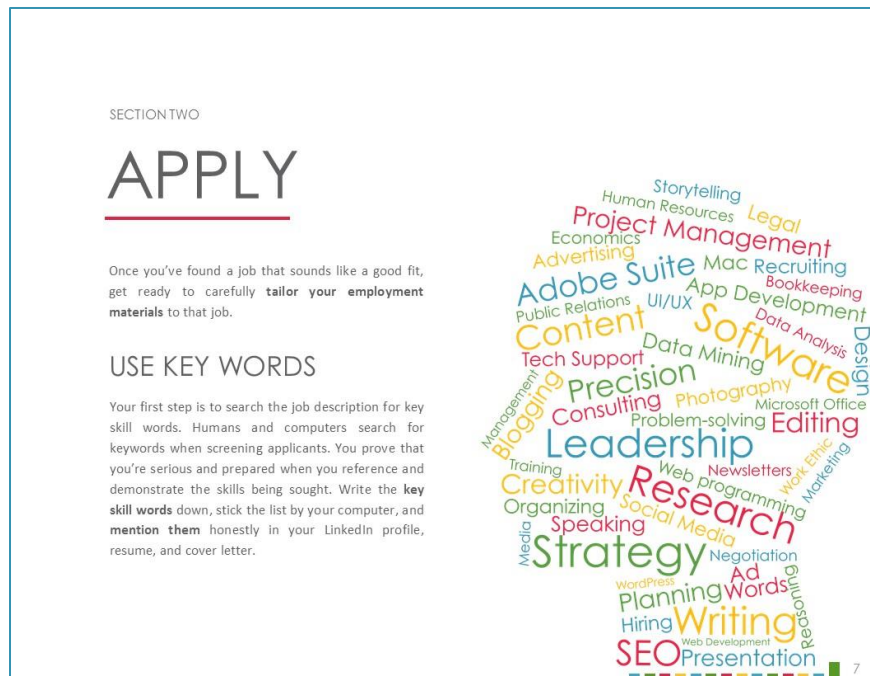 SECTION TWO
APPLY
Once you’ve found a job that sounds like a good fit,
get ready to carefully tailor your employment
materials to that job.
USE KEY WORDS
Your first step is to search the job description for key
skill words. Humans and computers search for
keywords when screening applicants. You prove that
you’re serious and prepared when you reference and
demonstrate the skills being sought. Write the key
skill words down, stick the list by your computer, and
mention them honestly in your LinkedIn profile,
resume, and cover letter.
Storytelling
Human Resources
Legal
Project Management
Economics
Advertising
Adobe Suite
Mac
Recruiting
Bookkeeping
Public Relations
UI/UX
App Development
Content
Software
Data Analysis
Design
Tech Support
Data Mining
Management
Blogging
Precision
Photography
Consulting
Microsoft Office
Problem-solving
Editing
Leadership
Training
Web programming
Newsletters
Work Ethic
Marketing
Creativity
Research
Organizing
Social Media
Speaking
Media
Strategy
Negotiation
WordPress
Ad
Words
Planning
Reasoning
Hiring
Writing
Web Development
SEO
Presentation
7